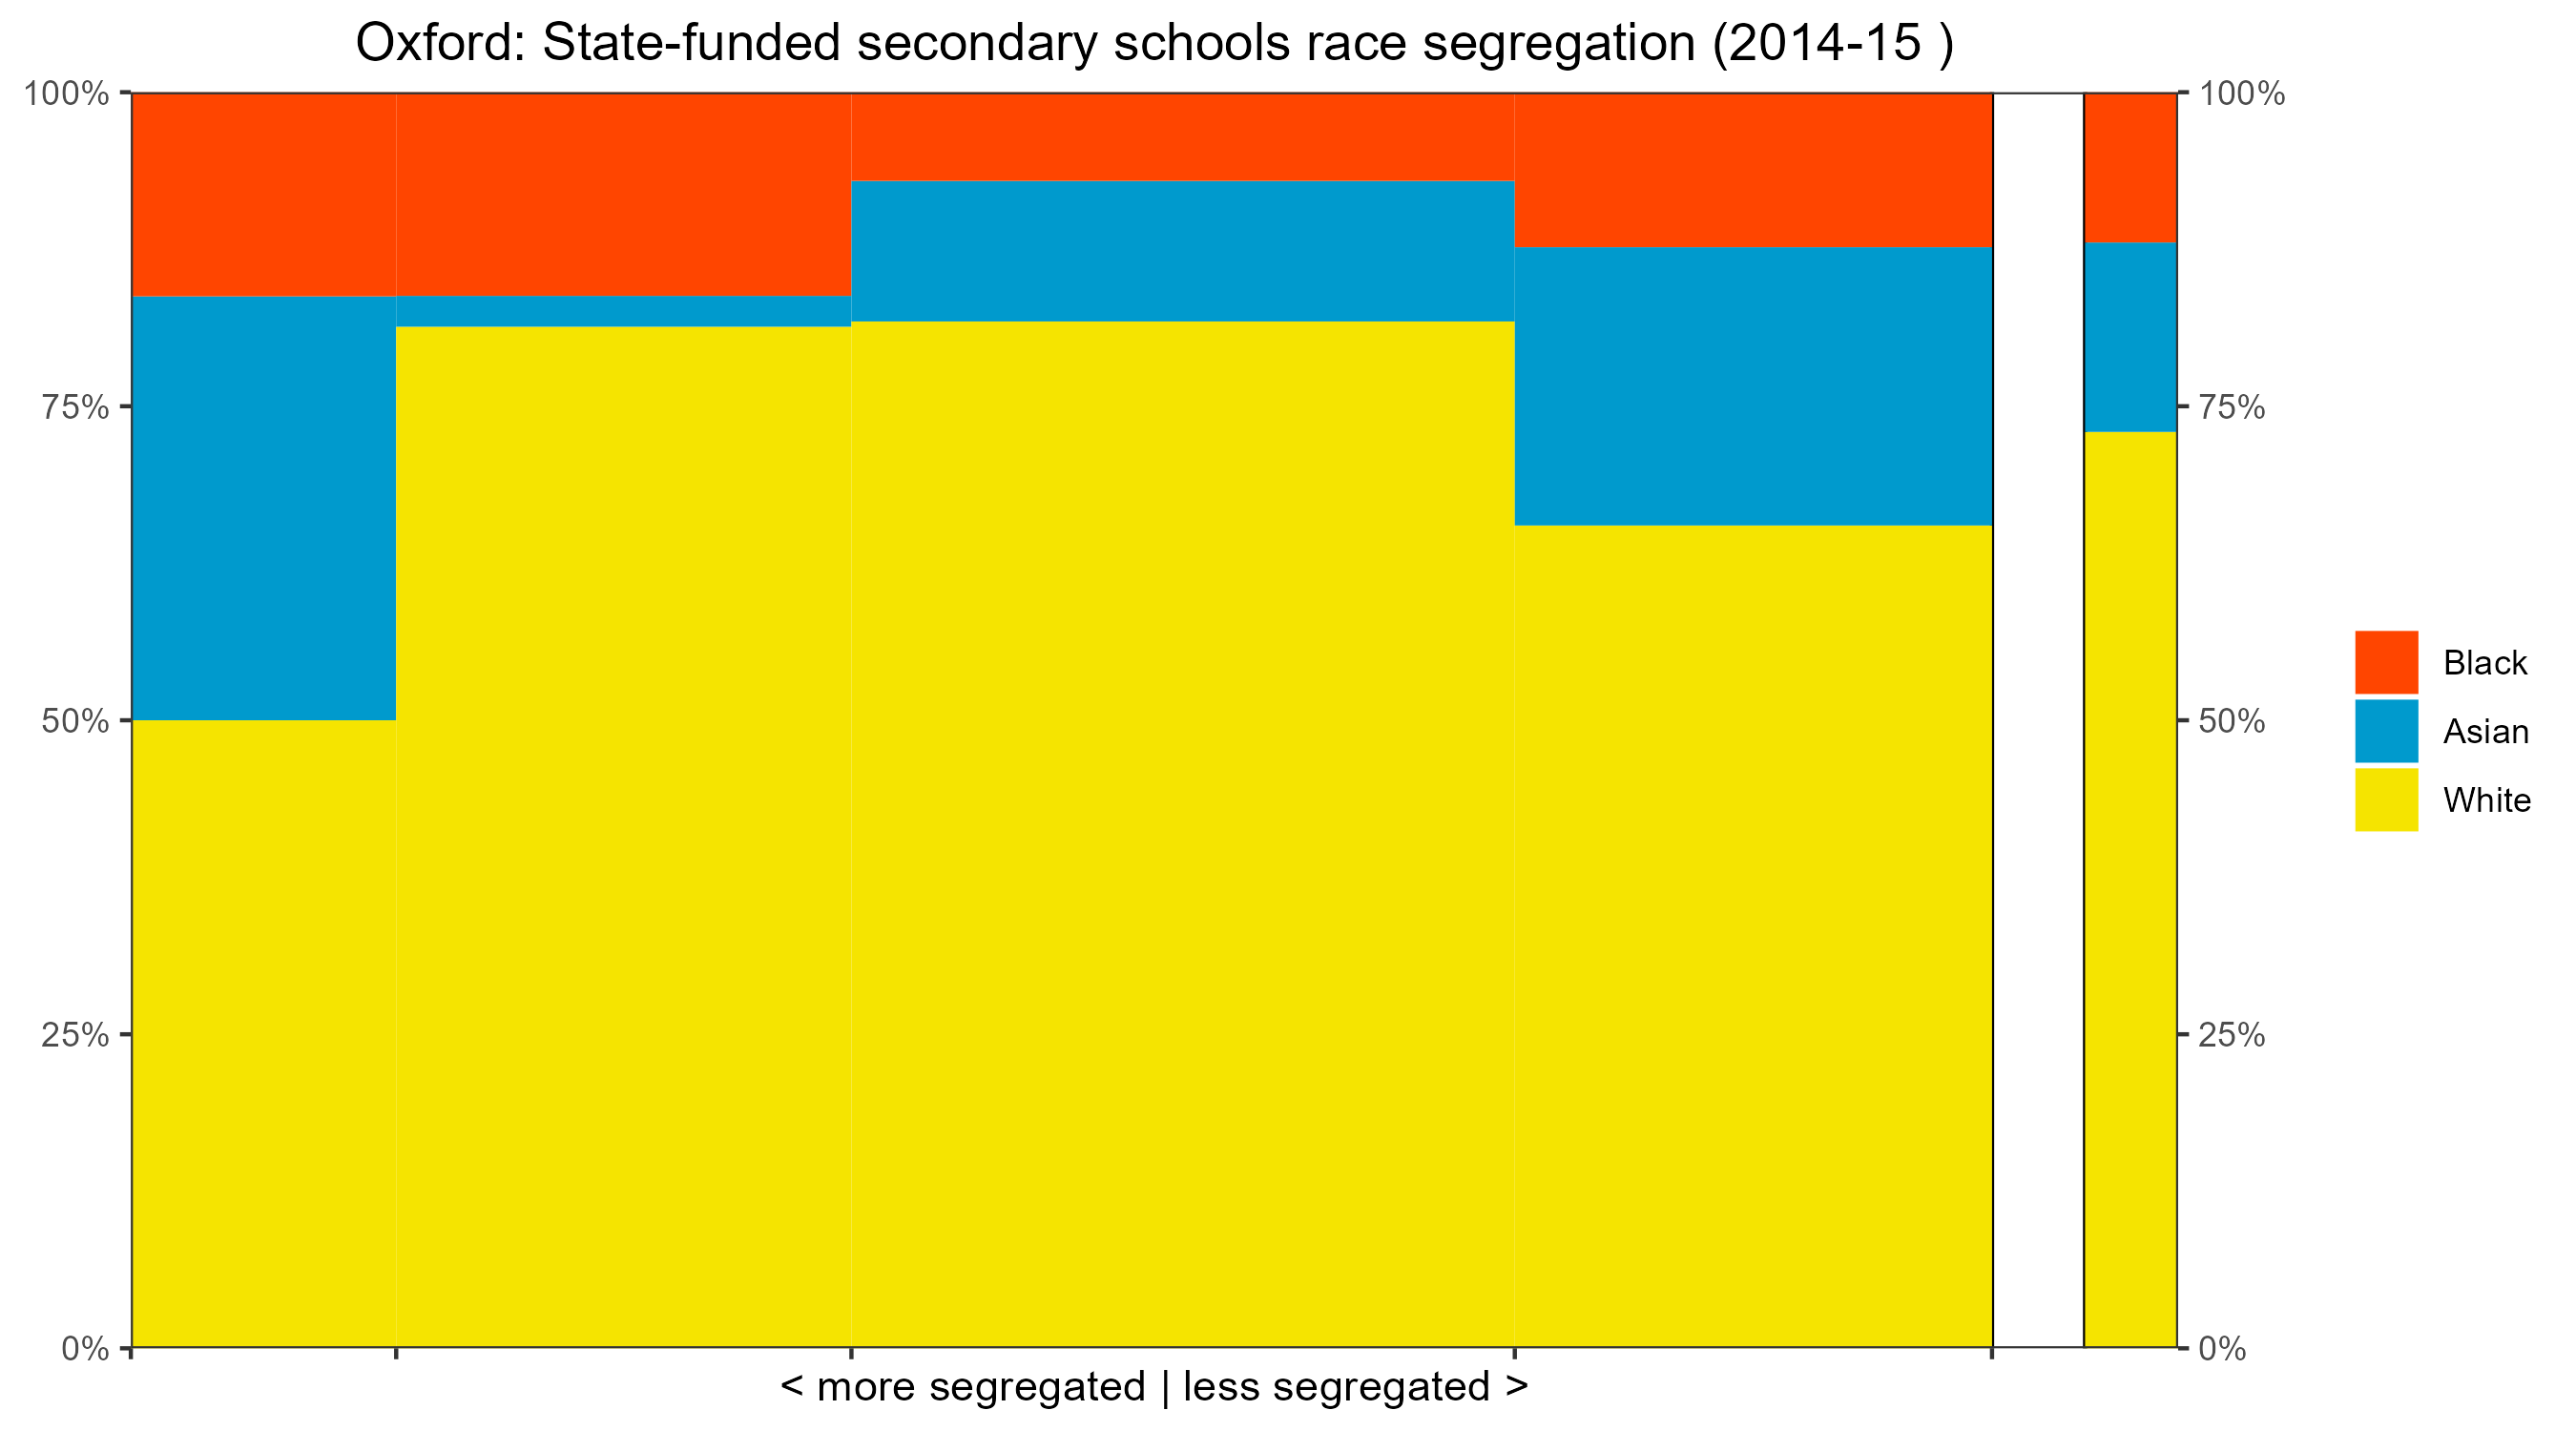 Oxford: State-funded secondary schools race segregation (2014-15 )
100%
75%
50%
25%
0%
100%
75%
50%
25%
0%
Black
Asian
White
< more segregated | less segregated >